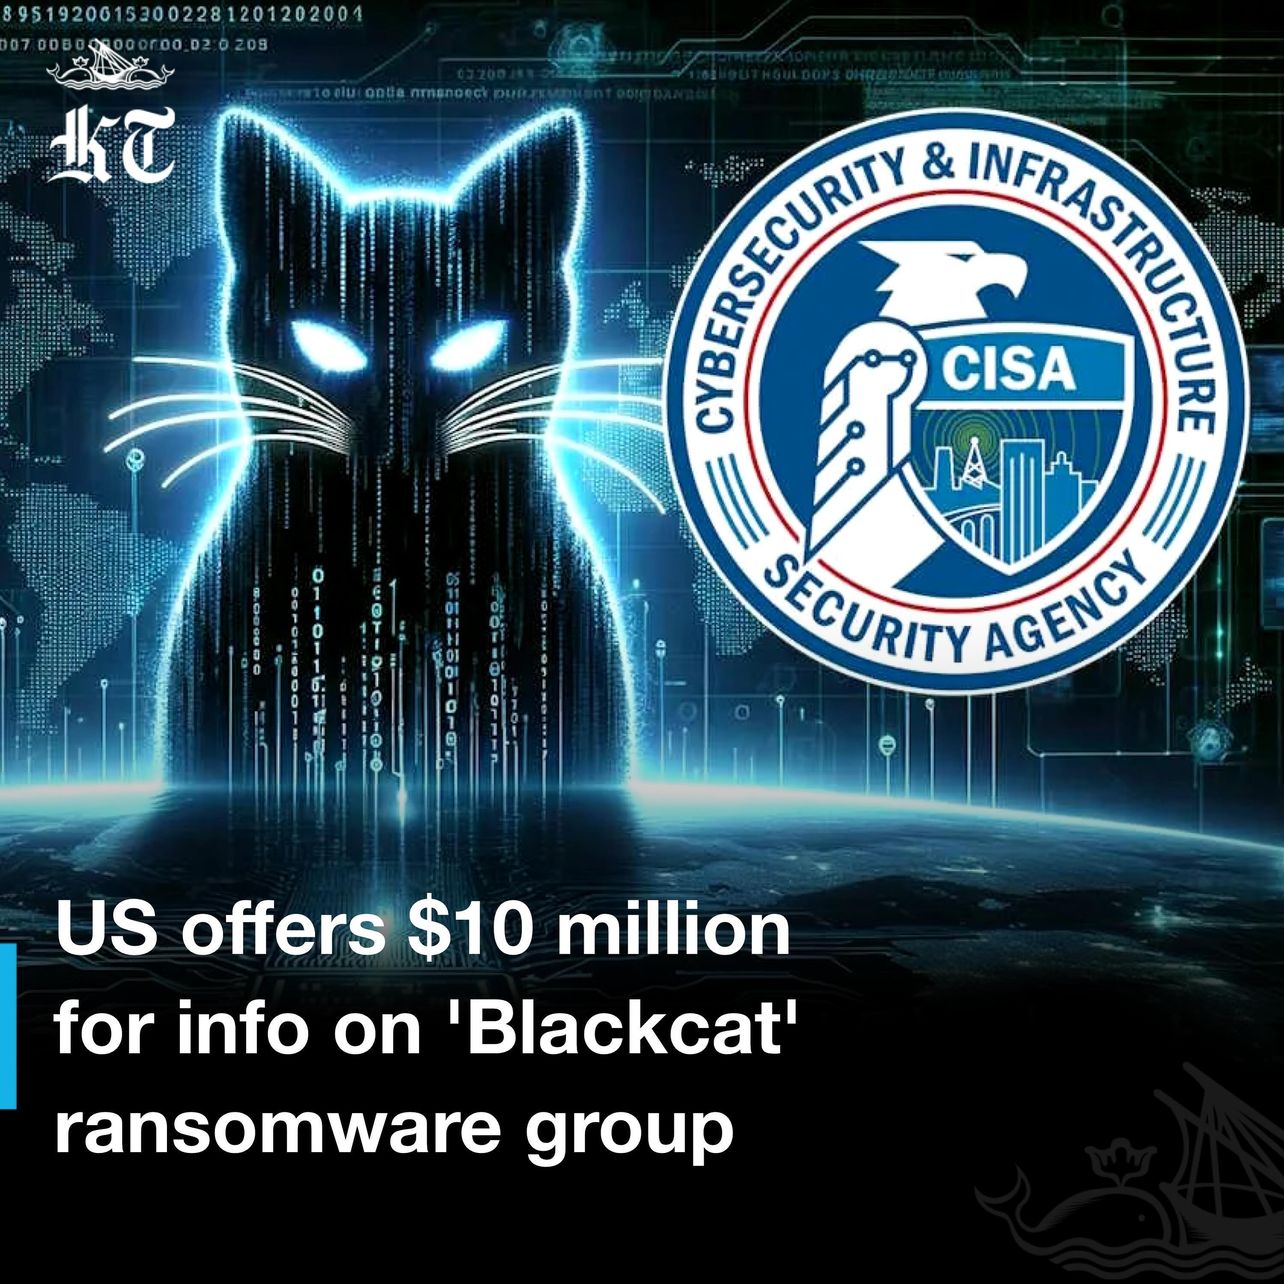 KT
CYBERSECURITY & INFRASTRUCTURE
SECURITY AGENCY
CISA
US offers $10 million
for info on 'Blackcat'
ransomware group